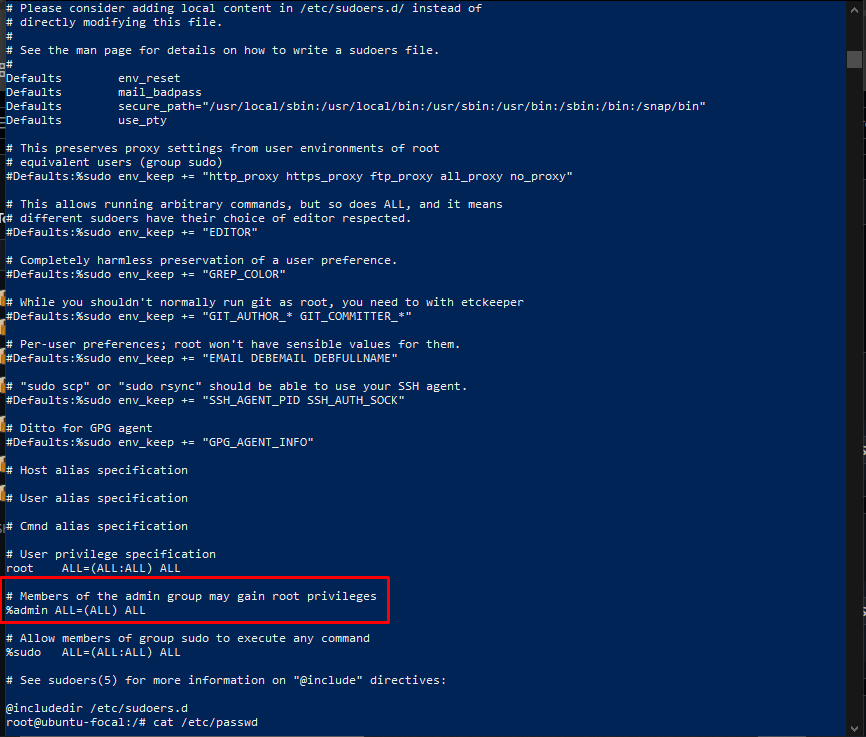 # Please consider adding local content in /etc/sudoers.d/ instead of
# directly modifying this file.
#
# See the man page for details on how to write a sudoers file.
#
Defaults        env_reset
Defaults        mail_badpass
Defaults        secure_path="/usr/local/sbin:/usr/local/bin:/usr/sbin:/usr/bin:/sbin:/bin:/snap/bin"
Defaults        use_pty

# This preserves proxy settings from user environments of root
# equivalent users (group sudo)
#Defaults:%sudo env_keep += "http_proxy https_proxy ftp_proxy all_proxy no_proxy"

# This allows running arbitrary commands, but so does ALL, and it means
# different sudoers have their choice of editor respected.
#Defaults:%sudo env_keep += "EDITOR"

# Completely harmless preservation of a user preference.
#Defaults:%sudo env_keep += "GREP_COLOR"

# While you shouldn't normally run git as root, you need to with etckeeper
#Defaults:%sudo env_keep += "GIT_AUTHOR_* GIT_COMMITTER_*"

# Per-user preferences; root won't have sensible values for them.
#Defaults:%sudo env_keep += "EMAIL DEBEMAIL DEBFULLNAME"

# "sudo scp" or "sudo rsync" should be able to use your SSH agent.
#Defaults:%sudo env_keep += "SSH_AGENT_PID SSH_AUTH_SOCK"

# Ditto for GPG agent
#Defaults:%sudo env_keep += "GPG_AGENT_INFO"

# Host alias specification

# User alias specification

# Cmnd alias specification

# User privilege specification
root    ALL=(ALL:ALL) ALL

# Members of the admin group may gain root privileges
%admin ALL=(ALL) ALL

# Allow members of group sudo to execute any command
%sudo   ALL=(ALL:ALL) ALL

# See sudoers(5) for more information on "@include" directives:

@includedir /etc/sudoers.d
root@ubuntu-focal:/# cat /etc/passwd